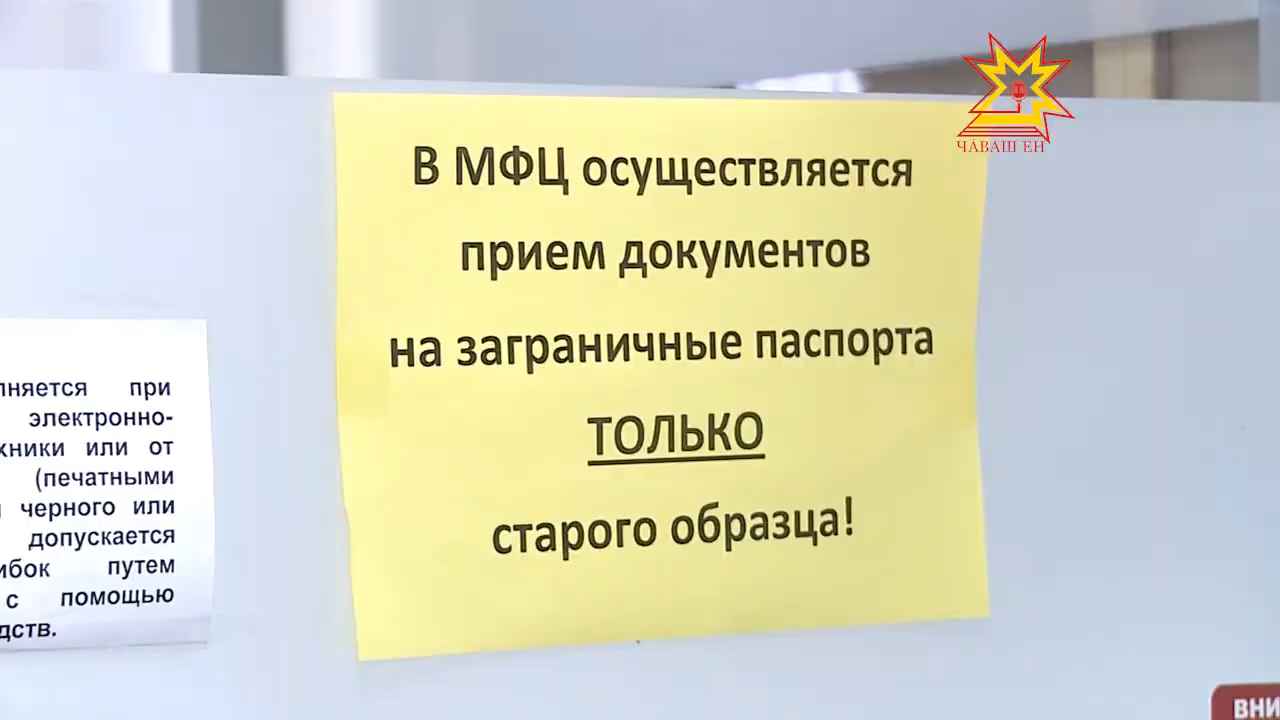 В МФЦ осуществляется
прием документов
на заграничные паспорта
ТОЛЬКО
старого образца!
ЧӐВАШ ЕН
при
электронно-
или от
(печатными
черного или
допускается
путем
с помощью